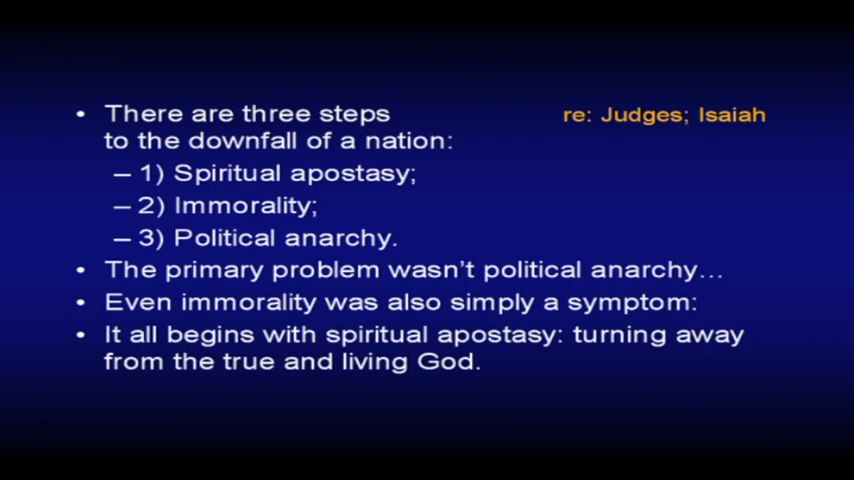 • There are three steps re: Judges; Isaiah
to the downfall of a nation:
– 1) Spiritual apostasy;
– 2) Immorality;
– 3) Political anarchy.
• The primary problem wasn't political anarchy…
• Even immorality was also simply a symptom:
• It all begins with spiritual apostasy: turning away
from the true and living God.